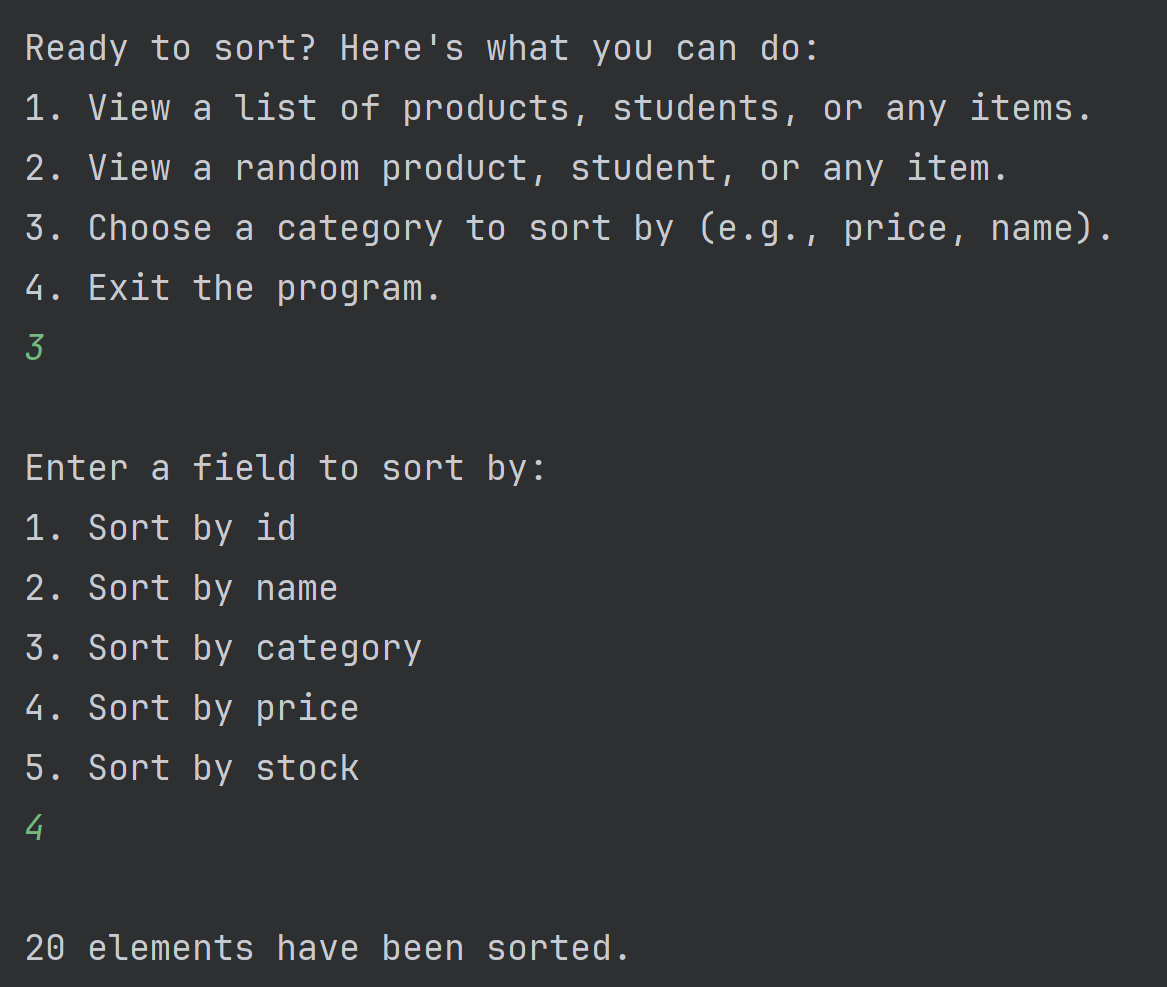 Ready to sort? Here's what you can do:
1. View a list of products, students, or any items.
2. View a random product, student, or any item.
3. Choose a category to sort by (e.g., price, name).
4. Exit the program.
3
Enter a field to sort by:
1. Sort by id
2. Sort by name
3. Sort by category
4. Sort by price
5. Sort by stock
4
20 elements have been sorted.